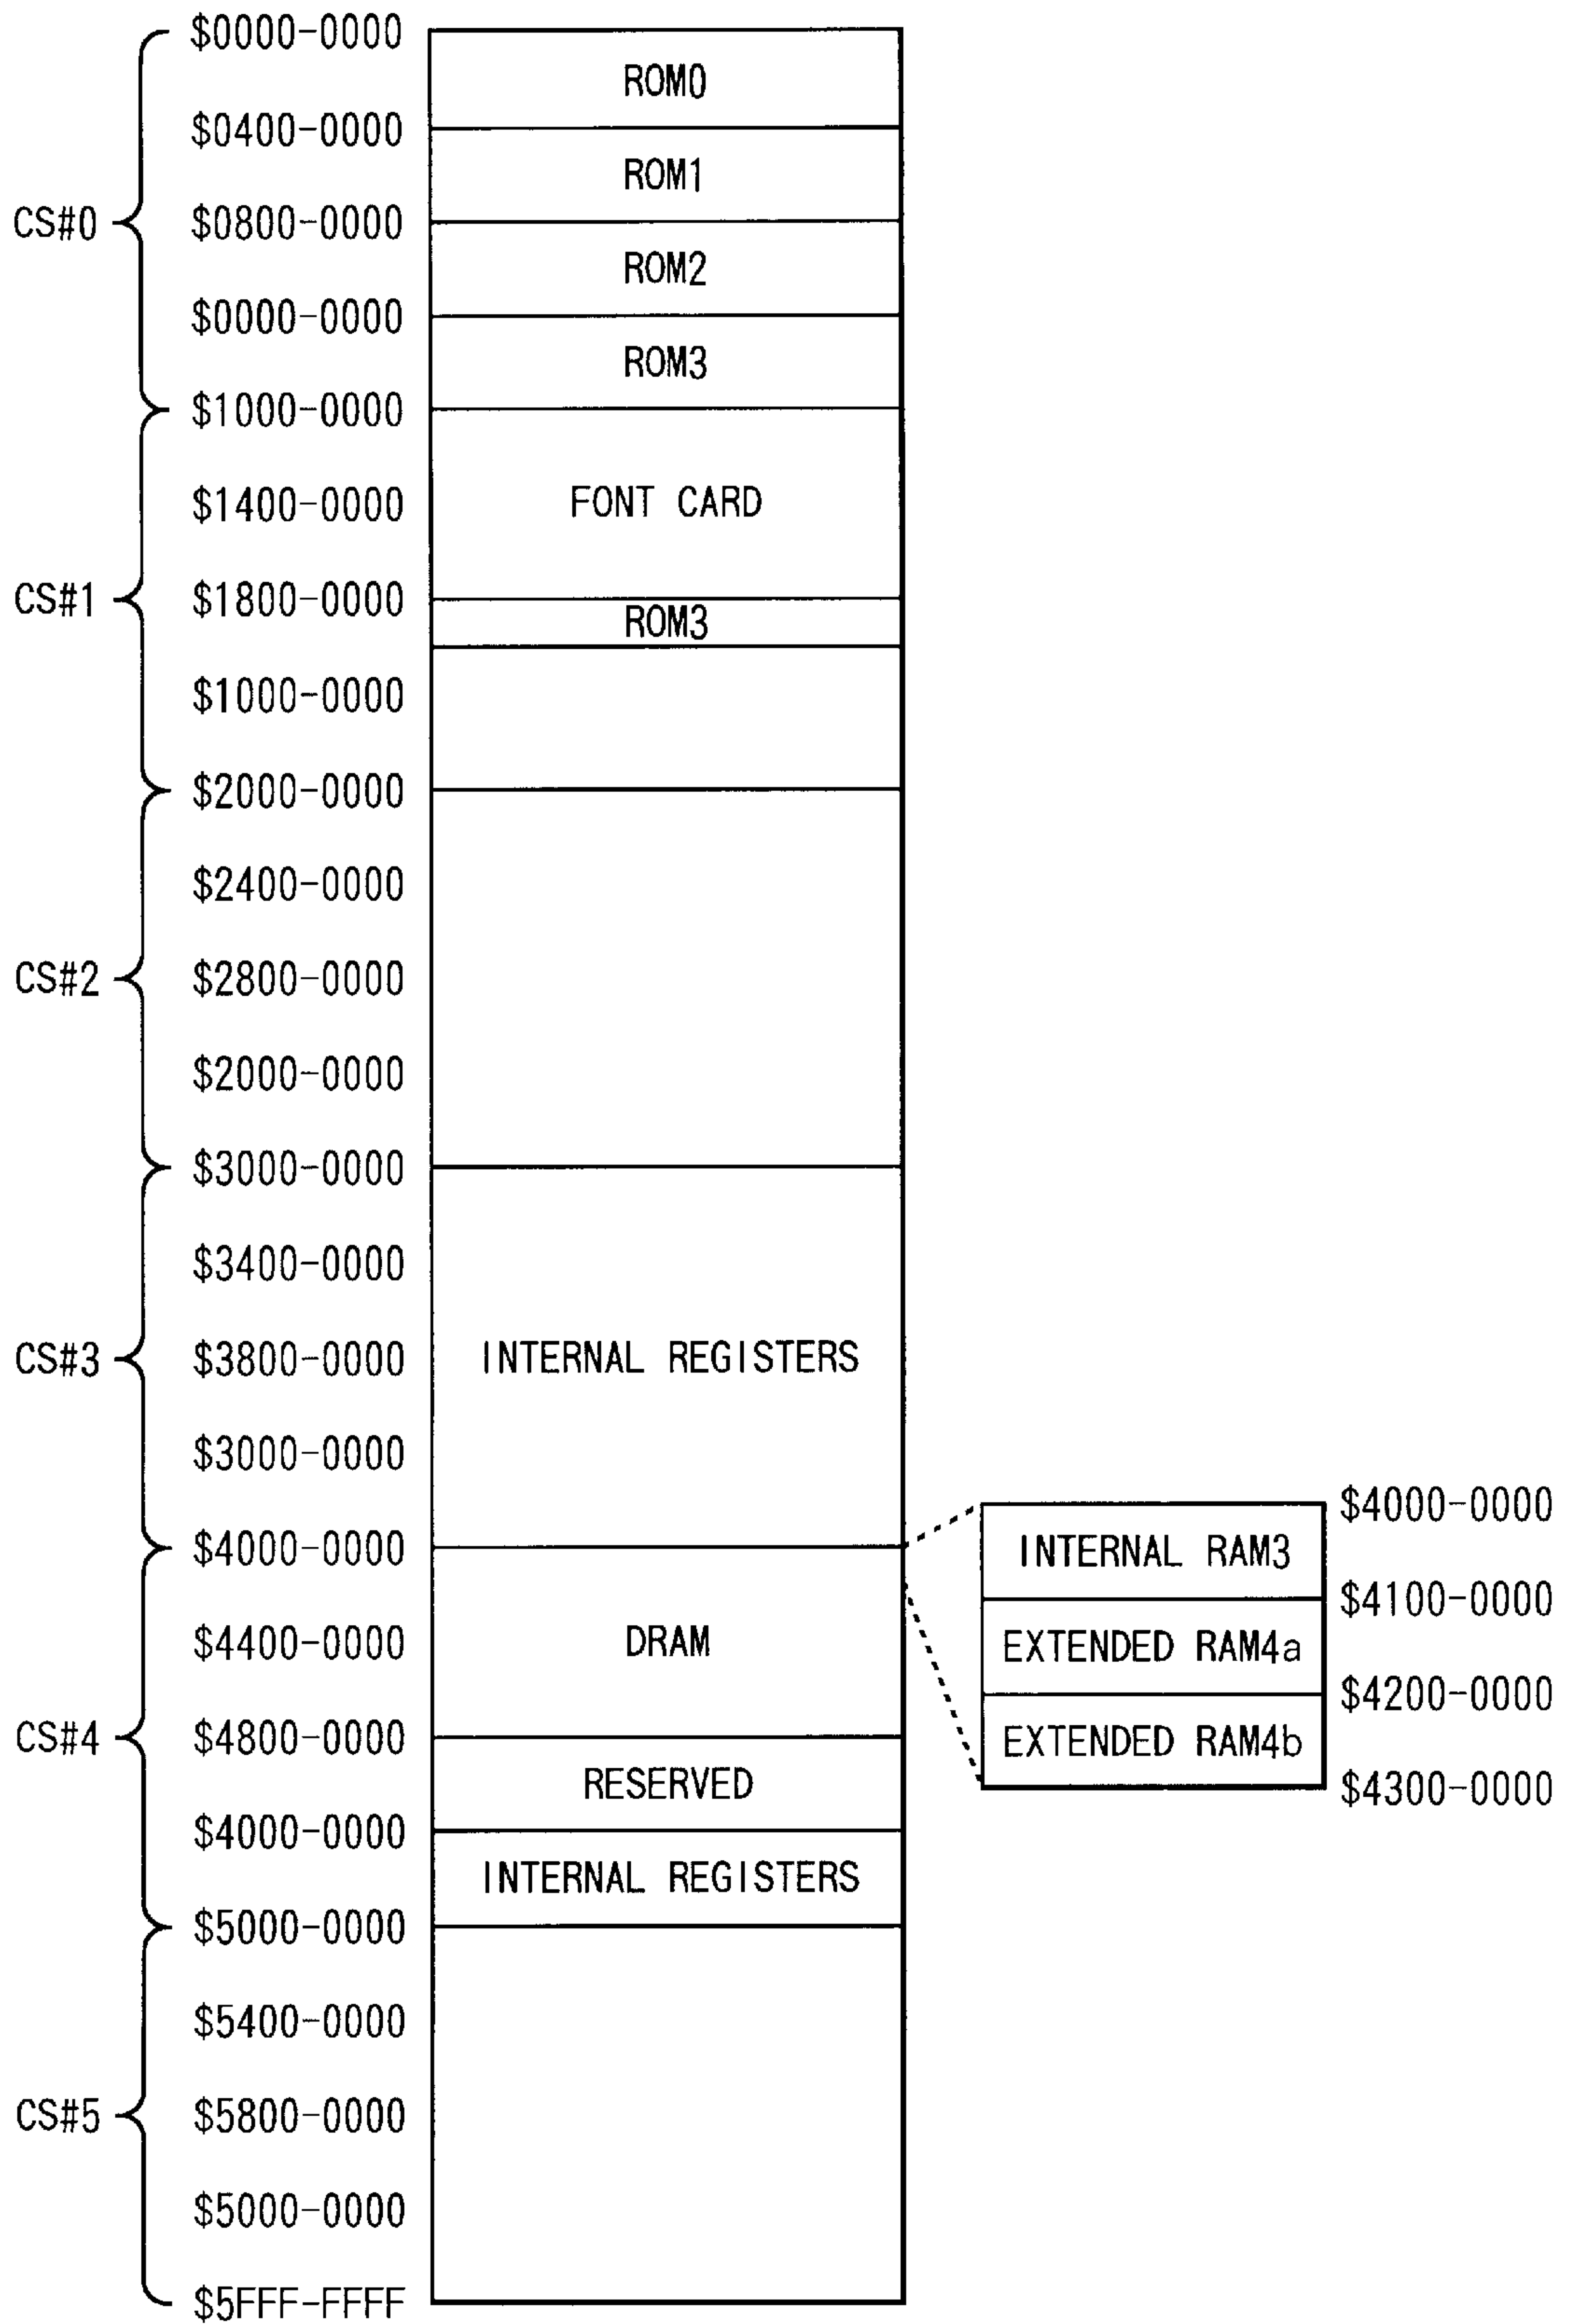 $0000-0000
ROM0
$0400-0000
ROM1
CS#0
$0800-0000
ROM2
$0000-0000
ROM3
$1000-0000
$1400-0000
FONT CARD
CS#1
$1800-0000
ROM3
$1000-0000
$2000-0000
$2400-0000
CS#2
$2800-0000
$2000-0000
$3000-0000
$3400-0000
CS#3
$3800-0000
INTERNAL REGISTERS
$3000-0000
$4000-0000
$4400-0000
DRAM
CS#4
$4800-0000
RESERVED
$4000-0000
INTERNAL REGISTERS
$5000-0000
$5400-0000
CS#5
$5800-0000
$5000-0000
$5FFF-FFFF
$4000-0000
INTERNAL RAM3
$4100-0000
EXTENDED RAM4a
$4200-0000
EXTENDED RAM4b
$4300-0000